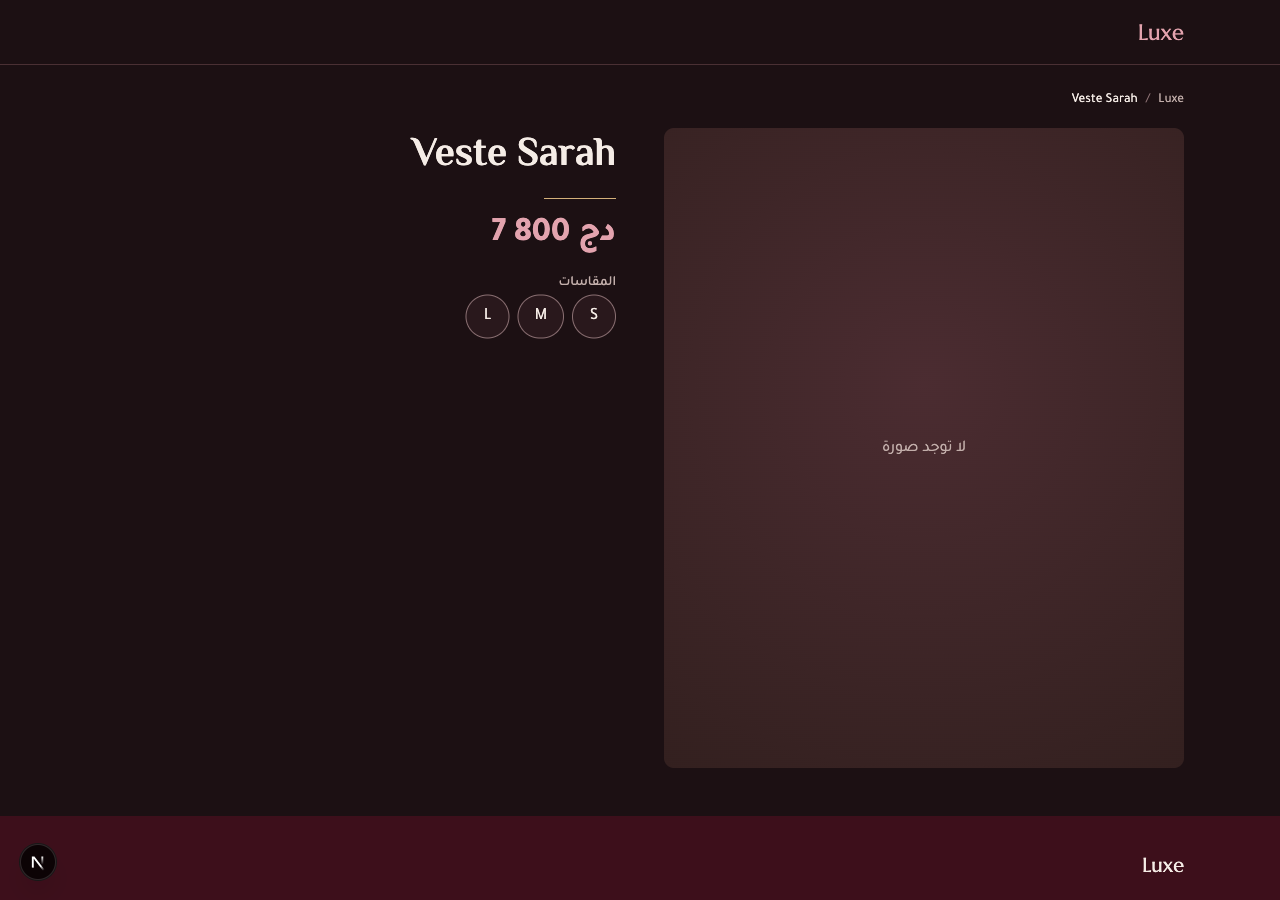 Luxe
Luxe / Veste Sarah
Veste Sarah
7 800 دج
المقاسات
S M L
لا توجد صورة
Luxe
N